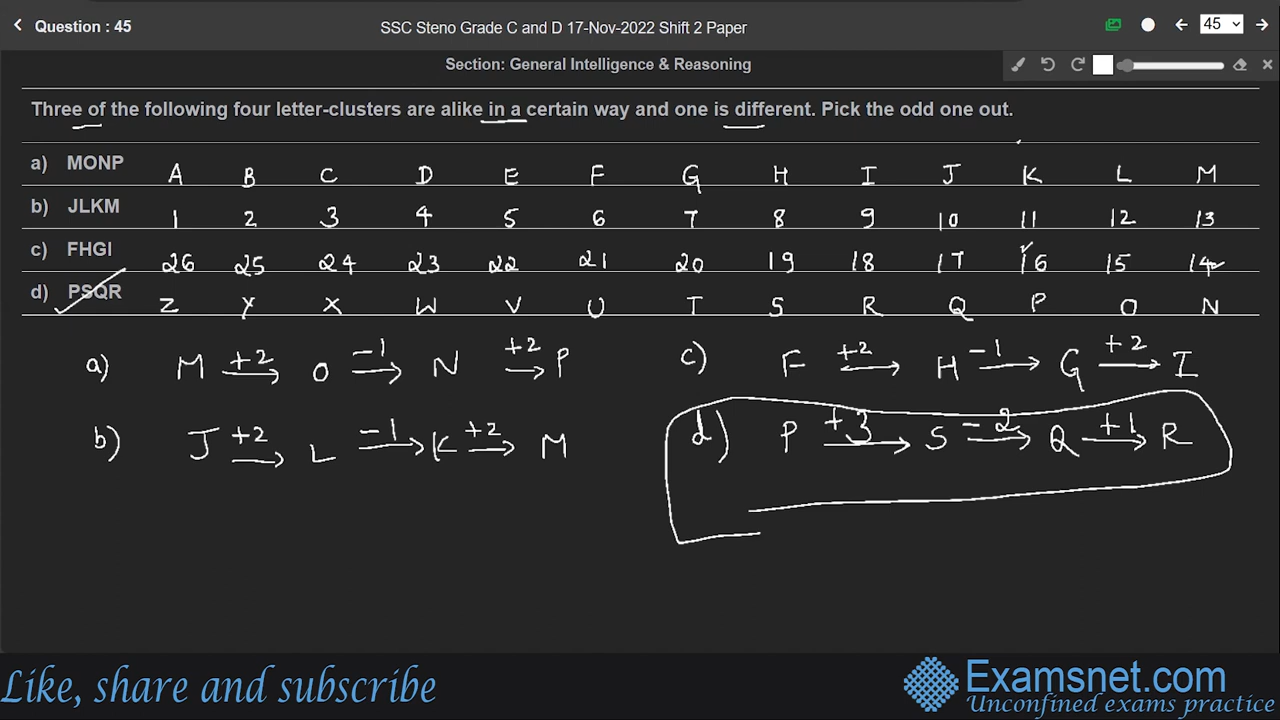 Question : 45
SSC Steno Grade C and D 17-Nov-2022 Shift 2 Paper
45
Section: General Intelligence & Reasoning
Three of the following four letter-clusters are alike in a certain way and one is different. Pick the odd one out.
a) MONP
A B C D E F G H I J K L M
b) JLKM
1 2 3 4 5 6 7 8 9 10 11 12 13
c) FHGI
26 25 24 23 22 21 20 19 18 17 16 15 14
d) PSQR
Z Y X W V U T S R Q P O N
a) M +2 O -1 N +2 P
c) F +2 H -1 G +2 I
b) J +2 L -1 K +2 M
d) P +3 S -2 Q +1 R
Like, share and subscribe
Examsnet.com
Unconfined exams practice